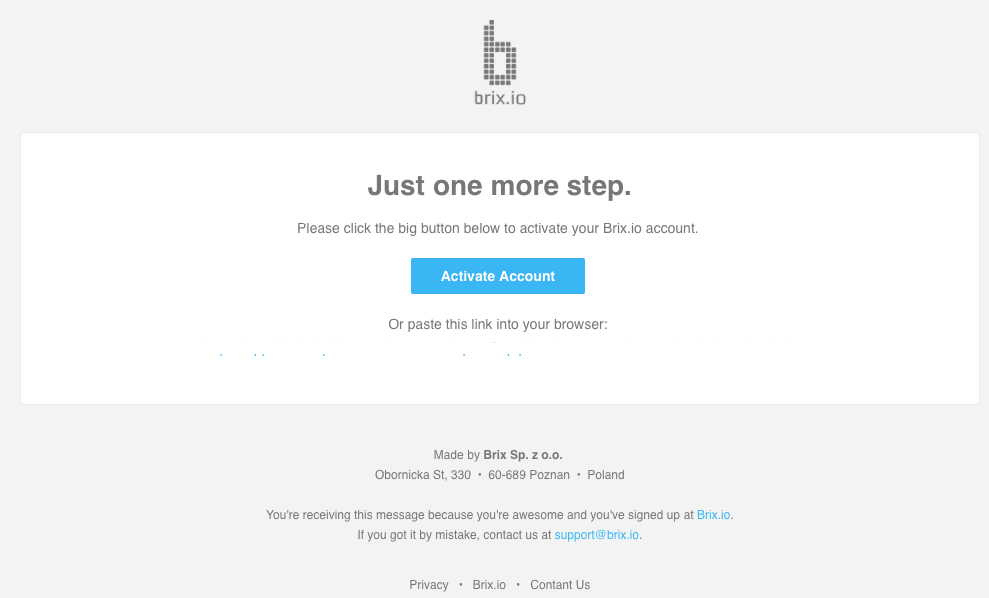 brix.io
Just one more step.
Please click the big button below to activate your Brix.io account.
Activate Account
Or paste this link into your browser:
Made by Brix Sp. z o.o.
Obornicka St, 330 • 60-689 Poznan • Poland
You're receiving this message because you're awesome and you've signed up at Brix.io.
If you got it by mistake, contact us at support@brix.io.
Privacy • Brix.io • Contant Us